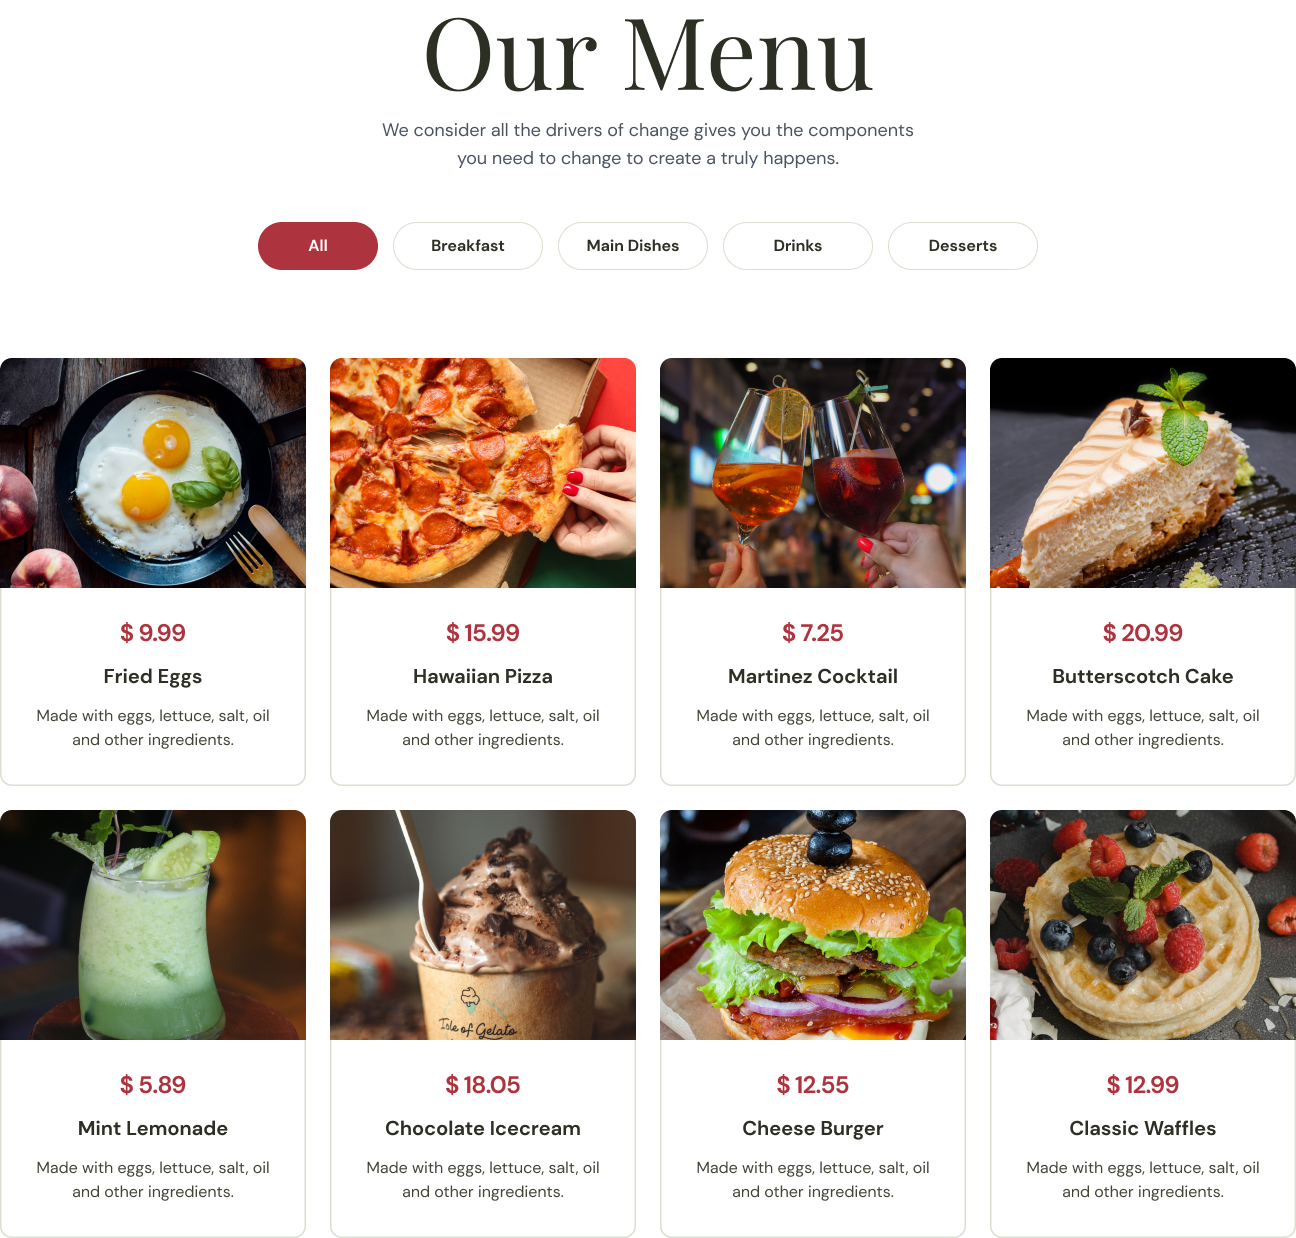 Our Menu
We consider all the drivers of change gives you the components
you need to change to create a truly happens.
All
Breakfast
Main Dishes
Drinks
Desserts
$ 9.99
Fried Eggs
Made with eggs, lettuce, salt, oil
and other ingredients.
$ 15.99
Hawaiian Pizza
Made with eggs, lettuce, salt, oil
and other ingredients.
$ 7.25
Martinez Cocktail
Made with eggs, lettuce, salt, oil
and other ingredients.
$ 20.99
Butterscotch Cake
Made with eggs, lettuce, salt, oil
and other ingredients.
Isle of Gelato
$ 5.89
Mint Lemonade
Made with eggs, lettuce, salt, oil
and other ingredients.
$ 18.05
Chocolate Icecream
Made with eggs, lettuce, salt, oil
and other ingredients.
$ 12.55
Cheese Burger
Made with eggs, lettuce, salt, oil
and other ingredients.
$ 12.99
Classic Waffles
Made with eggs, lettuce, salt, oil
and other ingredients.